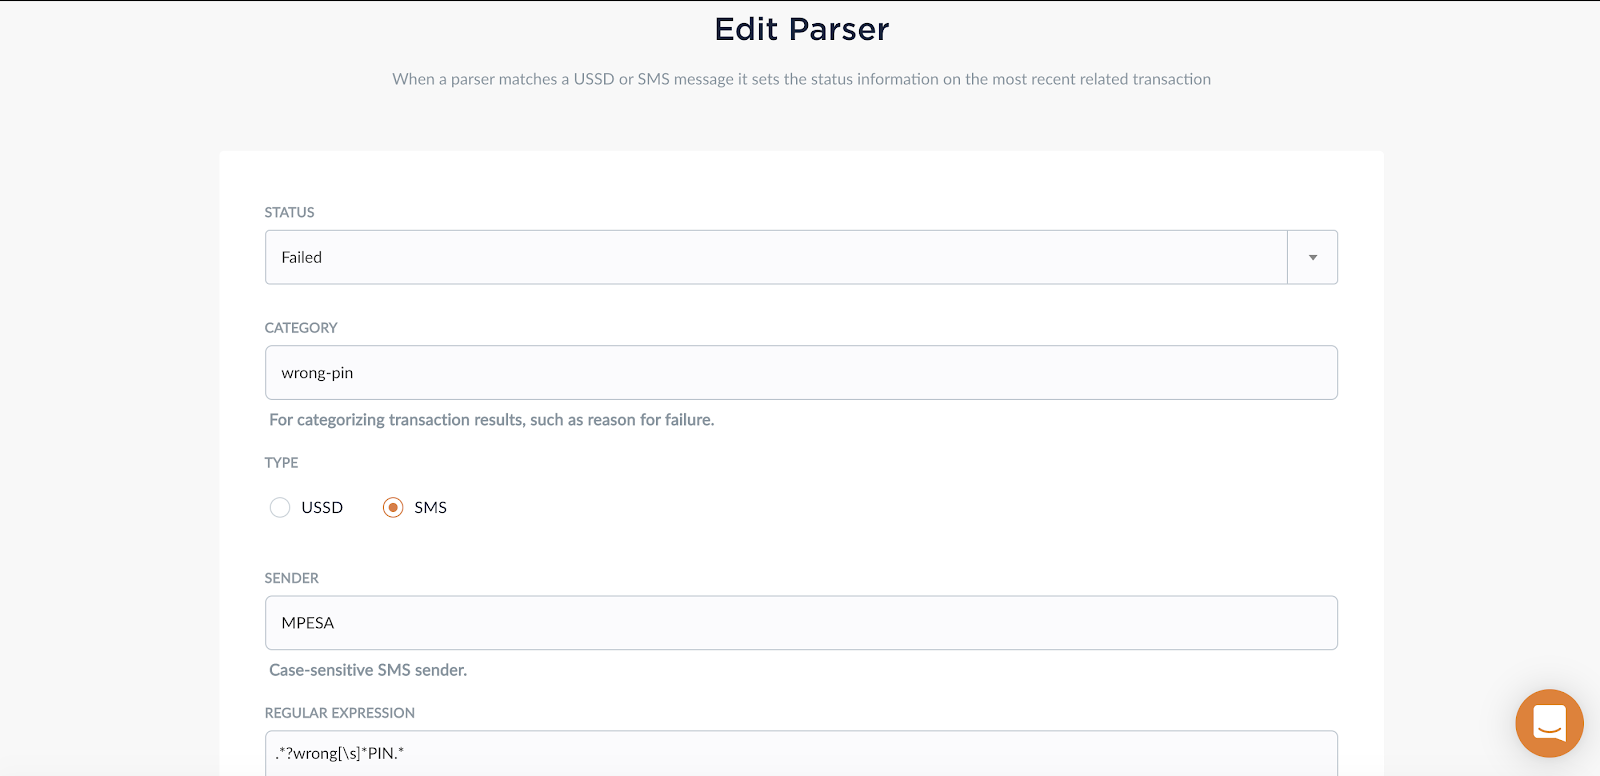 Edit Parser
When a parser matches a USSD or SMS message it sets the status information on the most recent related transaction
STATUS
Failed
CATEGORY
wrong-pin
For categorizing transaction results, such as reason for failure.
TYPE
USSD SMS
SENDER
MPESA
Case-sensitive SMS sender.
REGULAR EXPRESSION
.*?wrong[\s]*PIN.*